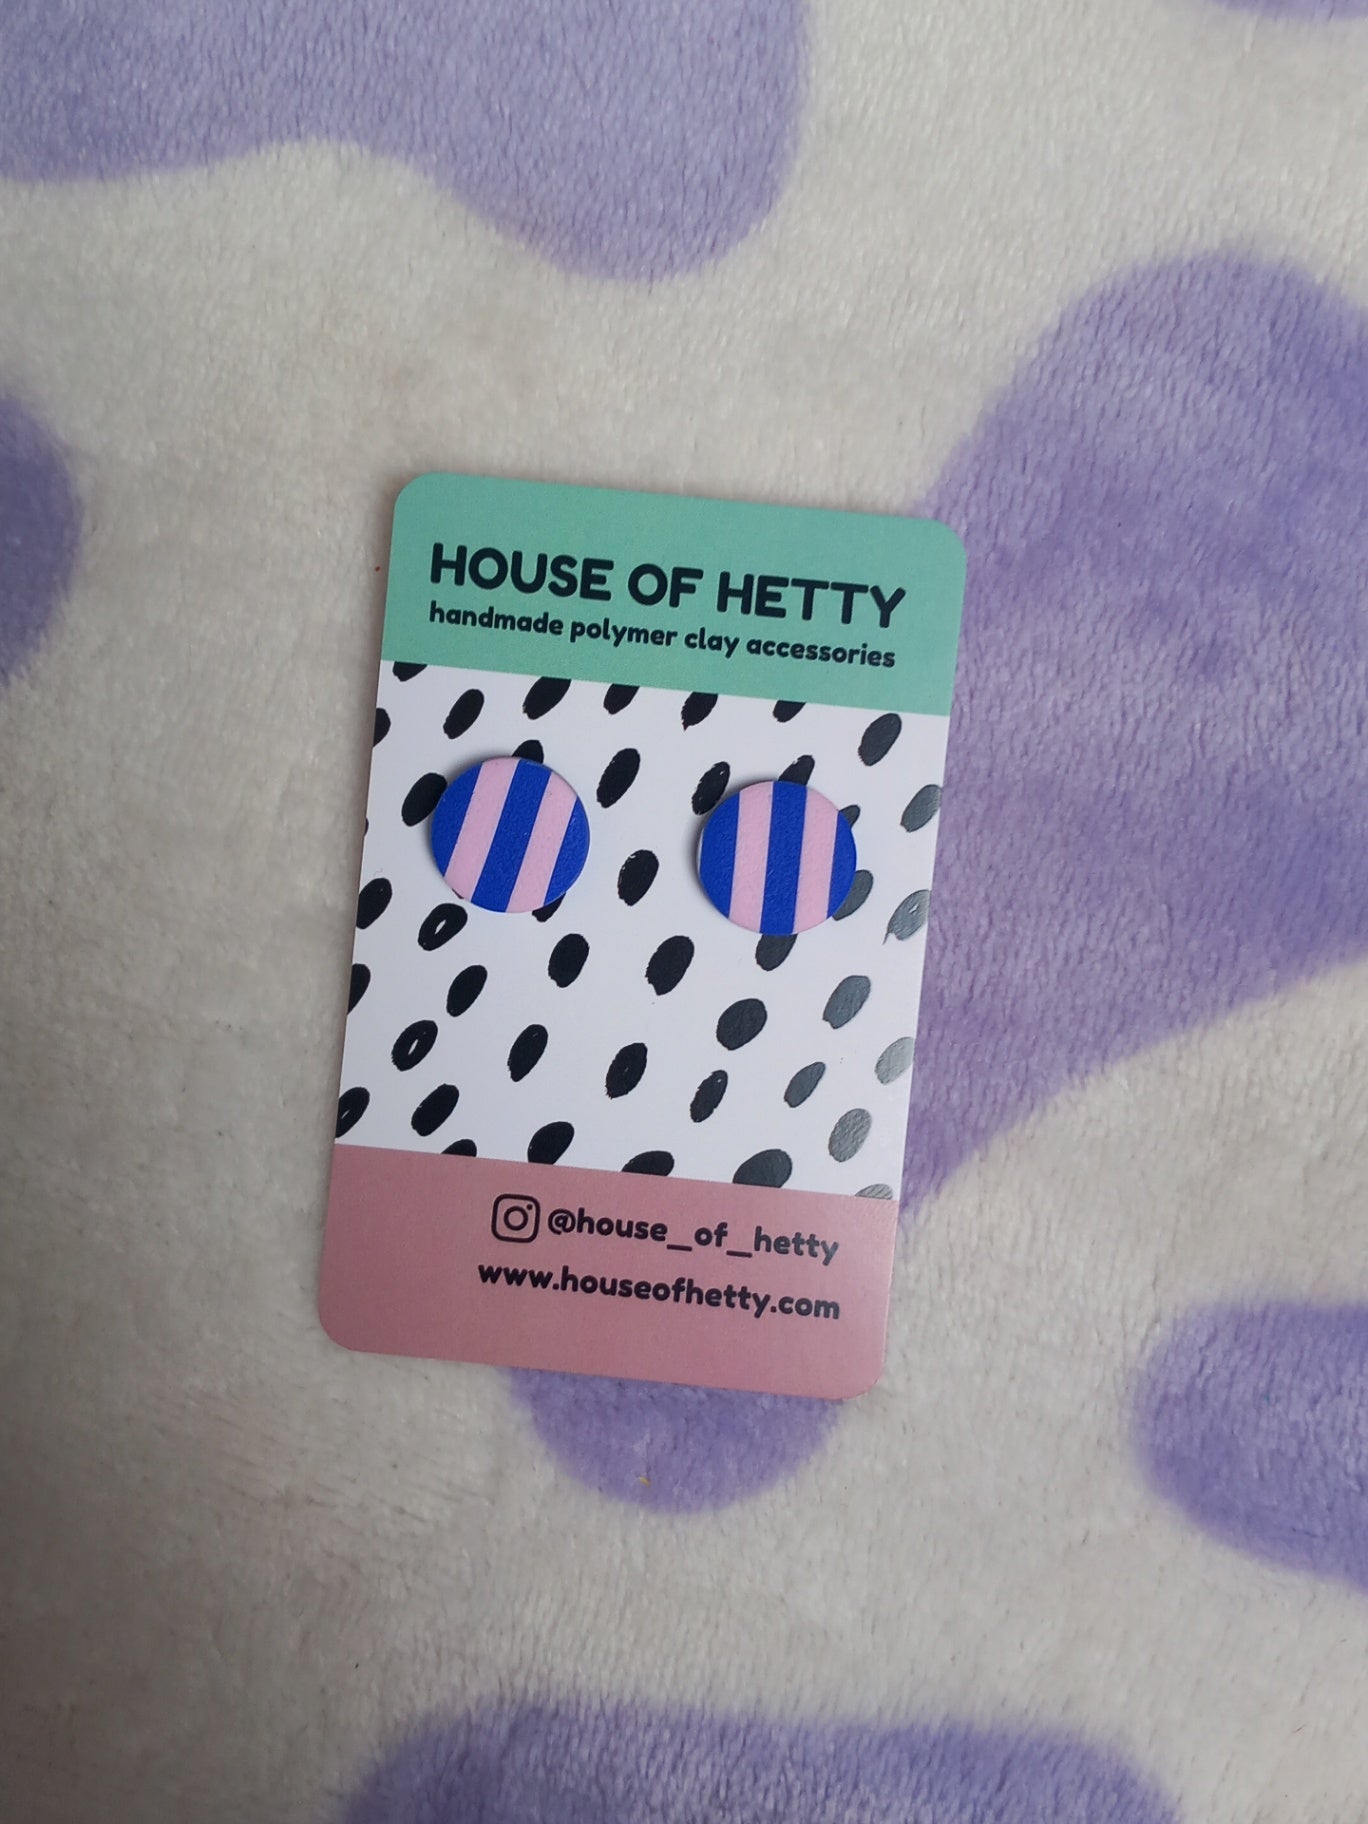 HOUSE OF HETTY
handmade polymer clay accessories
@house_of_hetty
www.houseofhetty.com